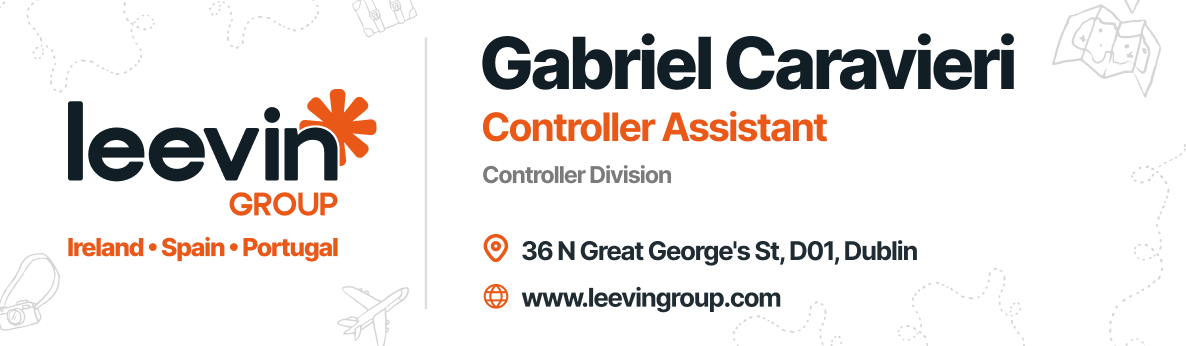 leevin
GROUP
Ireland • Spain • Portugal
Gabriel Caravieri
Controller Assistant
Controller Division
36 N Great George's St, D01, Dublin
www.leevingroup.com